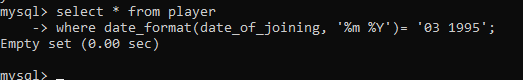 mysql> select * from player
    -> where date_format(date_of_joining, '%m %Y')= '03 1995';
Empty set (0.00 sec)
mysql> _